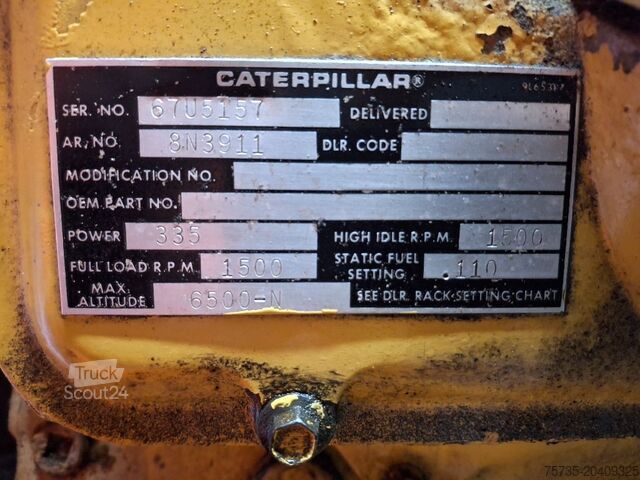 CATERPILLAR®
SER. NO. 67U5157 DELIVERED
AR. NO. 8N3911 DLR. CODE
MODIFICATION NO.
OEM PART NO.
POWER 335 HIGH IDLE R.P.M. 1500
FULL LOAD R.P.M. 1500 STATIC FUEL SETTING .110
MAX. ALTITUDE 6500-N SEE DLR. RACK-SETTING CHART
Truck
Scout24
75735-20409325